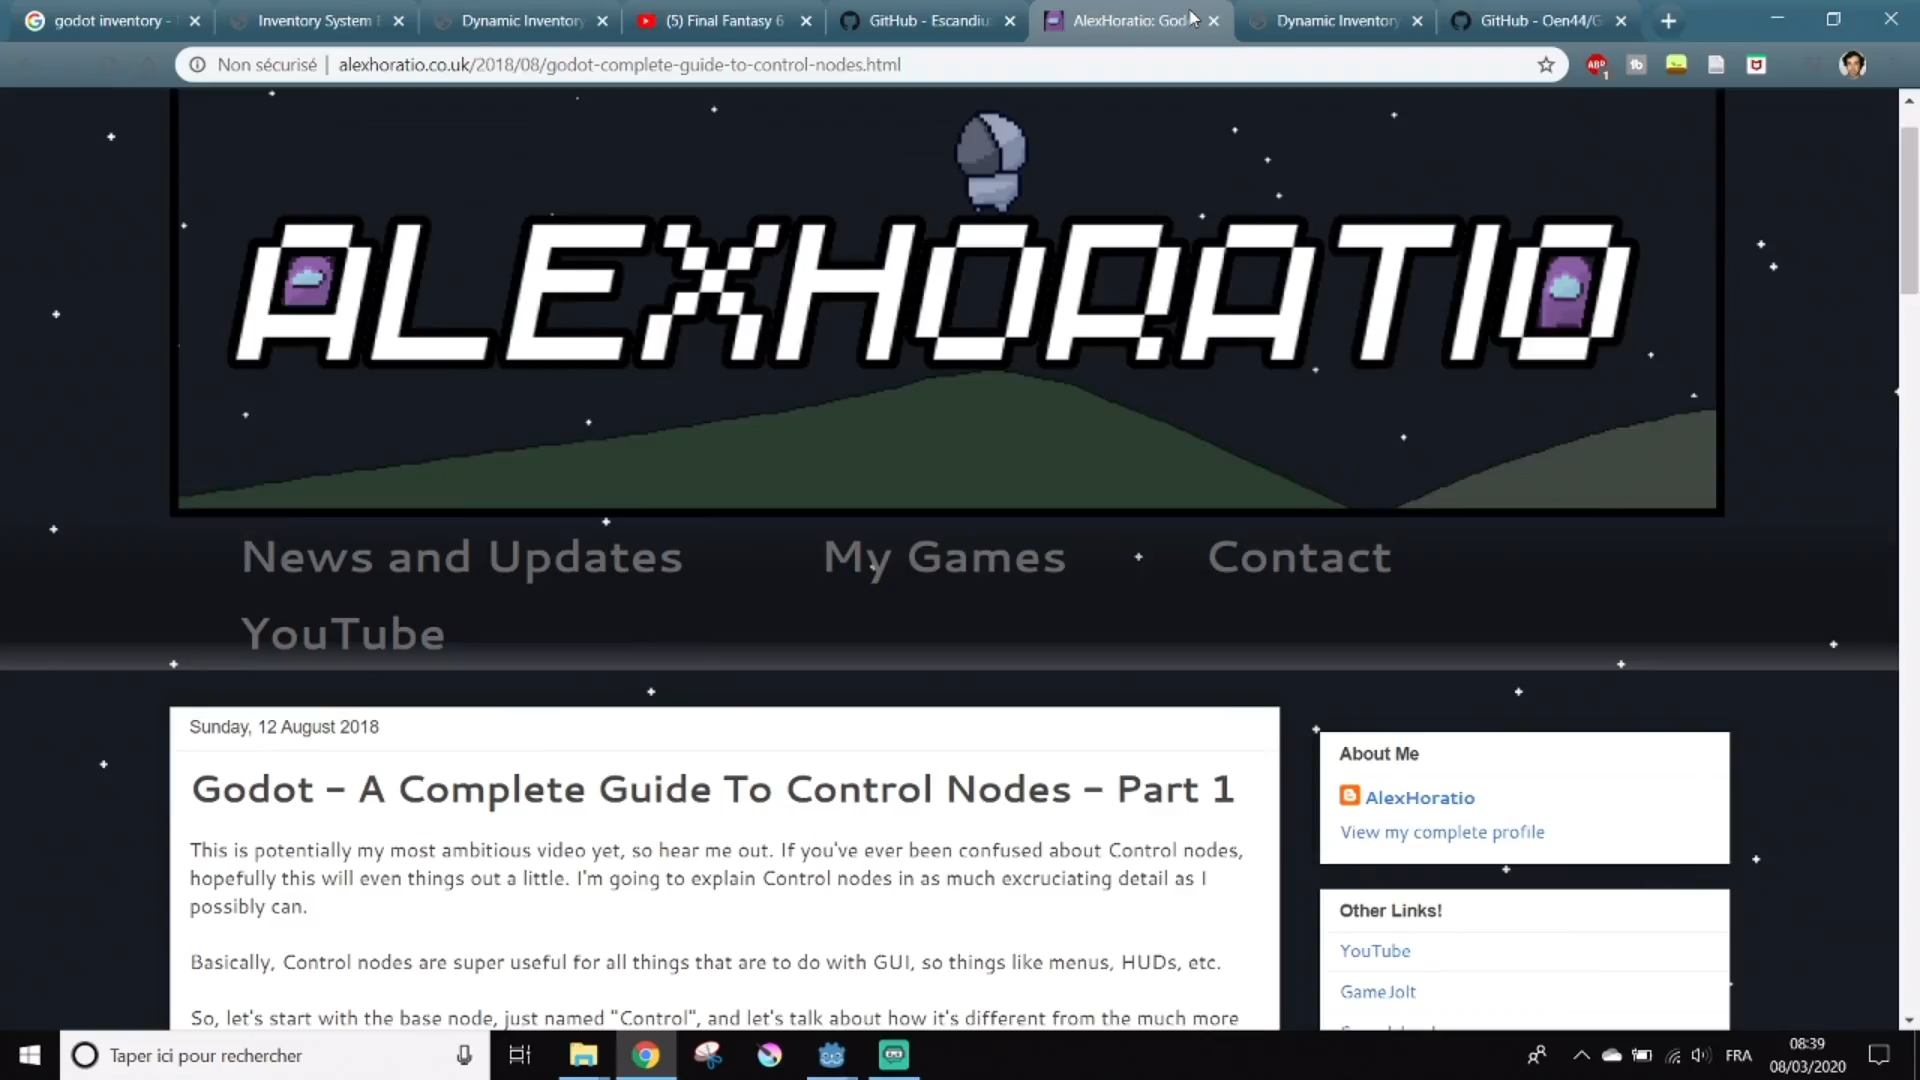 godot inventory -
Inventory System
Dynamic Inventory
(5) Final Fantasy 6
GitHub - Escandiu
AlexHoratio: God
Dynamic Inventory
GitHub - Oen44/G
Non sécurisé
alexhoratio.co.uk/2018/08/godot-complete-guide-to-control-nodes.html
ABP
1
ALEXHORATIO
News and Updates
My Games
Contact
YouTube
Sunday, 12 August 2018
Godot - A Complete Guide To Control Nodes - Part 1
This is potentially my most ambitious video yet, so hear me out. If you've ever been confused about Control nodes,
hopefully this will even things out a little. I'm going to explain Control nodes in as much excruciating detail as I
possibly can.
Basically, Control nodes are super useful for all things that are to do with GUI, so things like menus, HUDs, etc.
So, let's start with the base node, just named "Control", and let's talk about how it's different from the much more
About Me
AlexHoratio
View my complete profile
Other Links!
YouTube
GameJolt
Taper ici pour rechercher
FRA
08:39
08/03/2020